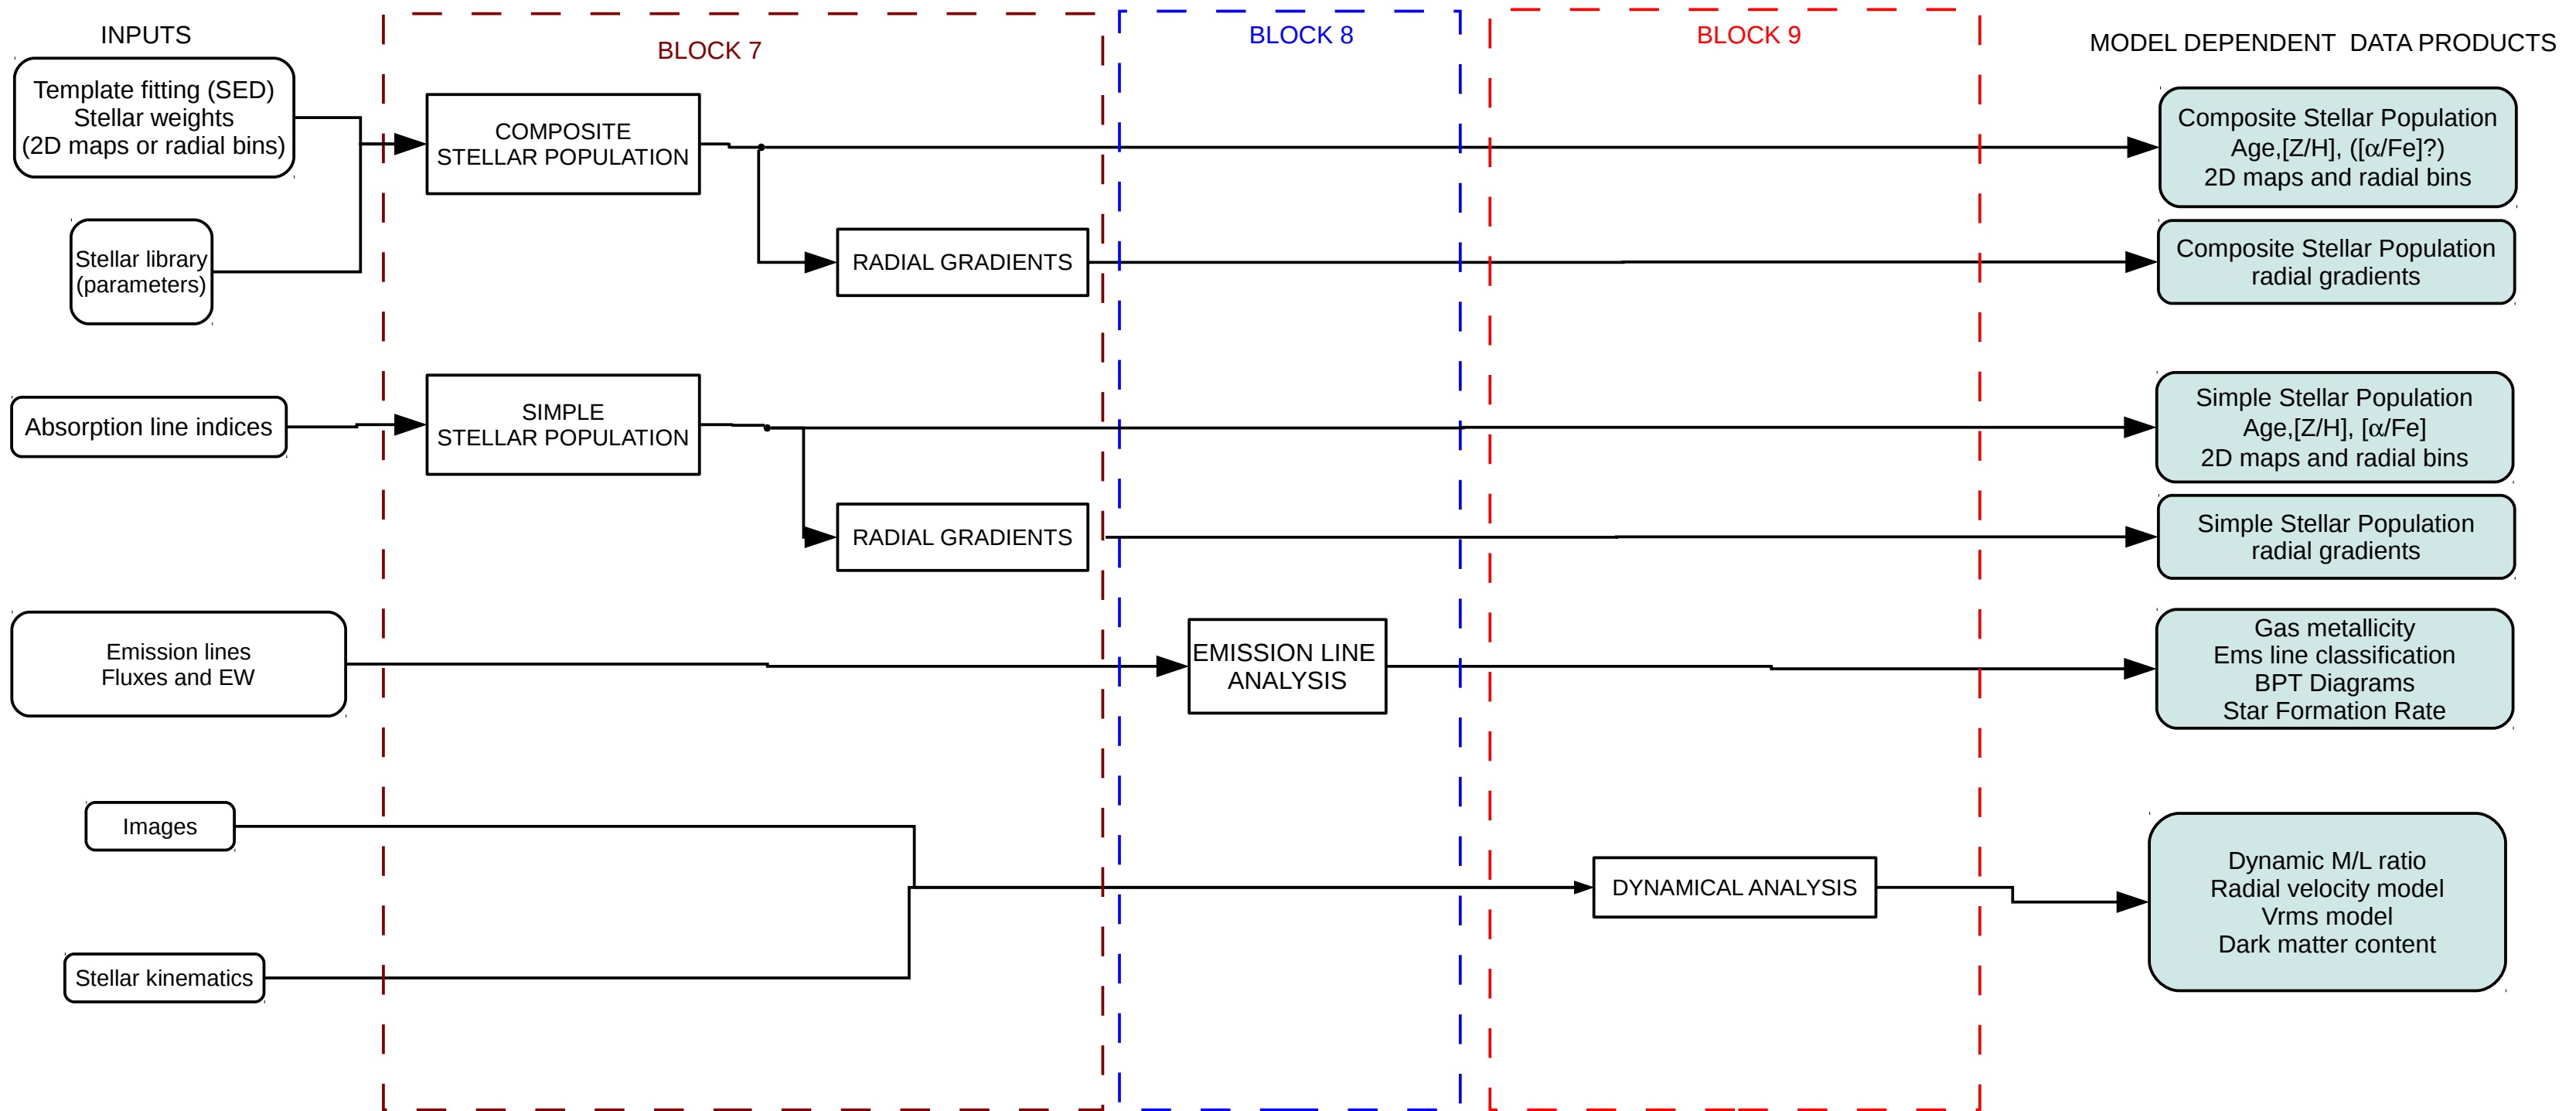 INPUTS
BLOCK 7
BLOCK 8
BLOCK 9
MODEL DEPENDENT  DATA PRODUCTS
Template fitting (SED)
Stellar weights
(2D maps or radial bins)
COMPOSITE
STELLAR POPULATION
Composite Stellar Population
Age,[Z/H], ([α/Fe]?)
2D maps and radial bins
Stellar library
(parameters)
RADIAL GRADIENTS
Composite Stellar Population
radial gradients
Absorption line indices
SIMPLE
STELLAR POPULATION
Simple Stellar Population
Age,[Z/H], [α/Fe]
2D maps and radial bins
RADIAL GRADIENTS
Simple Stellar Population
radial gradients
Emission lines
Fluxes and EW
EMISSION LINE
ANALYSIS
Gas metallicity
Ems line classification
BPT Diagrams
Star Formation Rate
Images
Stellar kinematics
DYNAMICAL ANALYSIS
Dynamic M/L ratio
Radial velocity model
Vrms model
Dark matter content